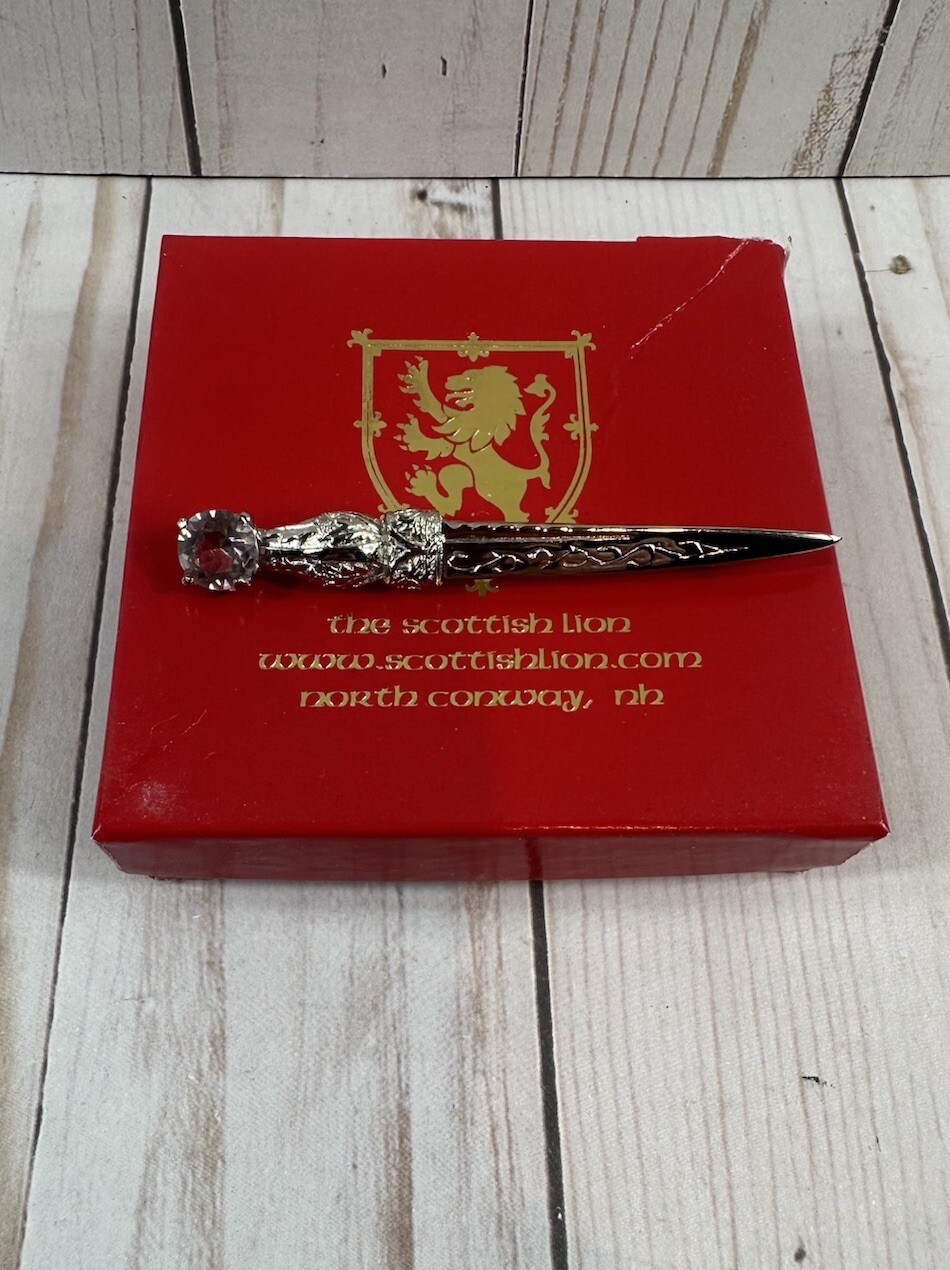 the scottish lion
www.scottishlion.com
north conway, nh